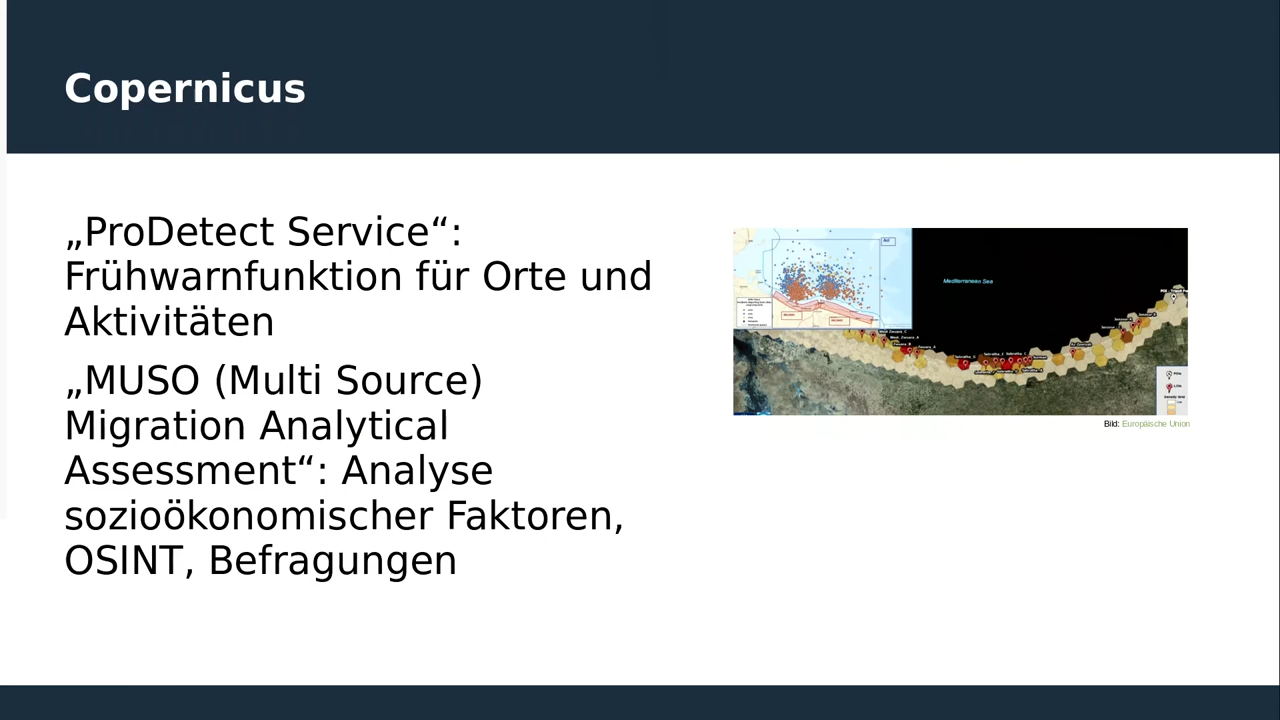 Copernicus
„ProDetect Service“:
Frühwarnfunktion für Orte und
Aktivitäten
„MUSO (Multi Source)
Migration Analytical
Assessment“: Analyse
sozioökonomischer Faktoren,
OSINT, Befragungen
Mediterranean Sea
Bild: Europäische Union